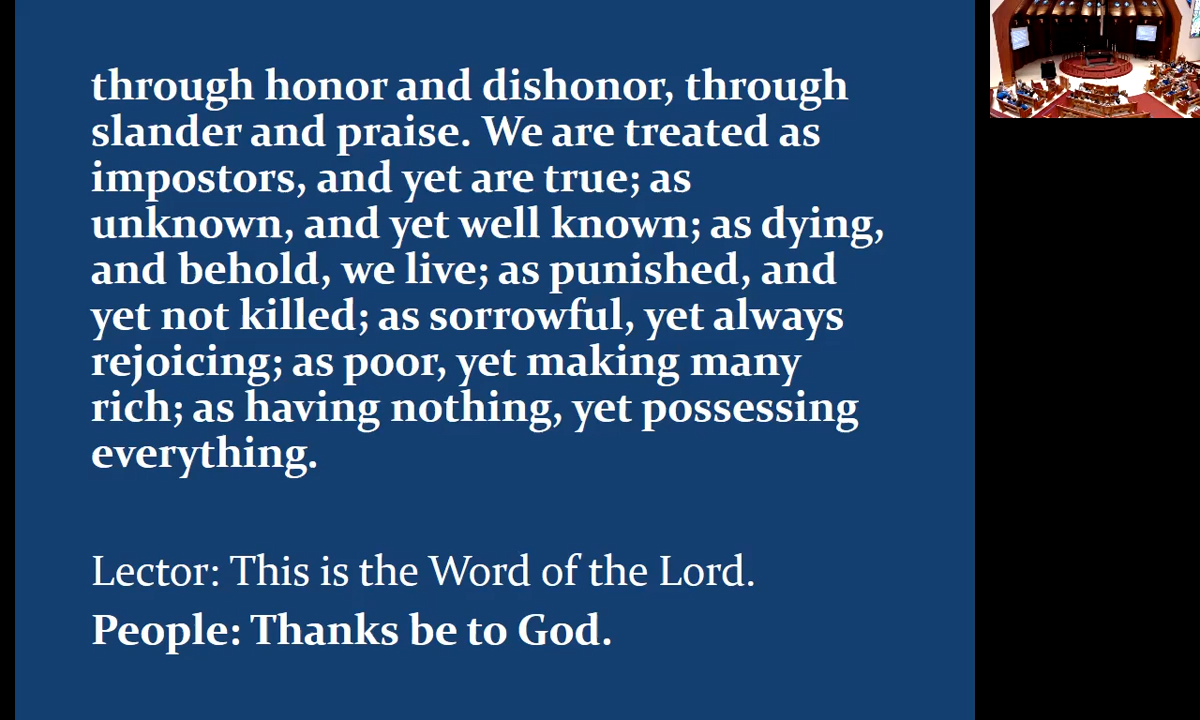 through honor and dishonor, through
slander and praise. We are treated as
impostors, and yet are true; as
unknown, and yet well known; as dying,
and behold, we live; as punished, and
yet not killed; as sorrowful, yet always
rejoicing; as poor, yet making many
rich; as having nothing, yet possessing
everything.
Lector: This is the Word of the Lord.
People: Thanks be to God.